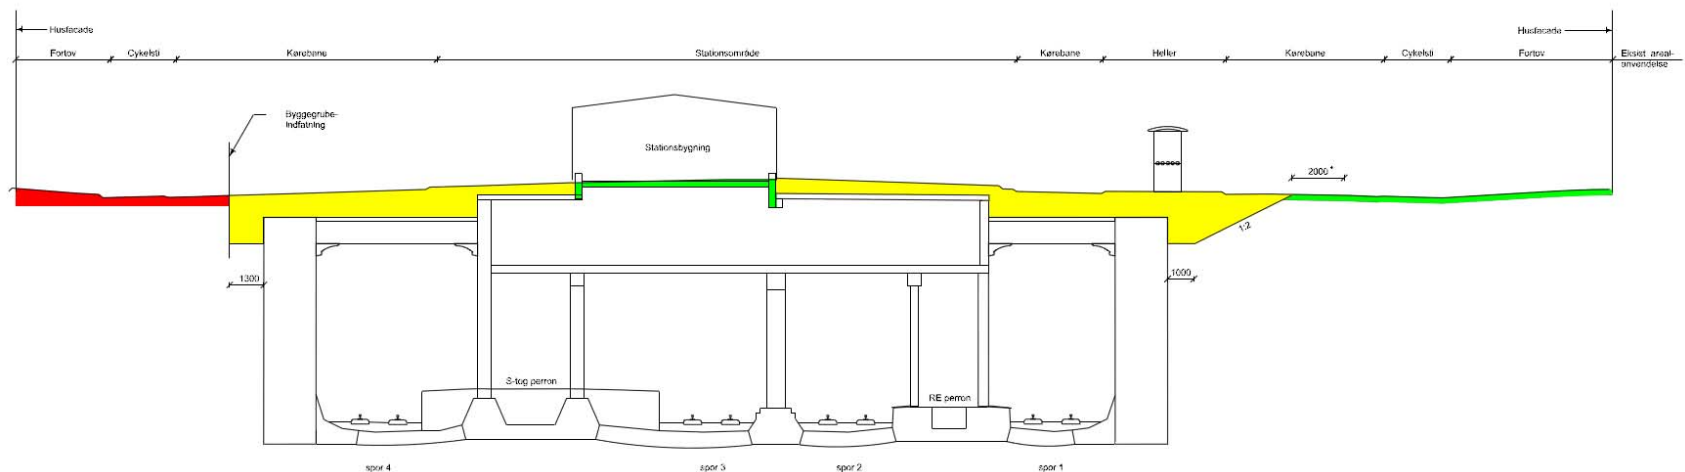 Husfacade
Husfacade
Fortov
Cykelsti
Kørebane
Stationsområde
Kørebane
Heller
Kørebane
Cykelsti
Fortov
Eksist. areal-
anvendelse
Byggegrube-
indfatning
Stationsbygning
2000*
1:2
1300
1000
S-tog perron
RE perron
spor 4
spor 3
spor 2
spor 1